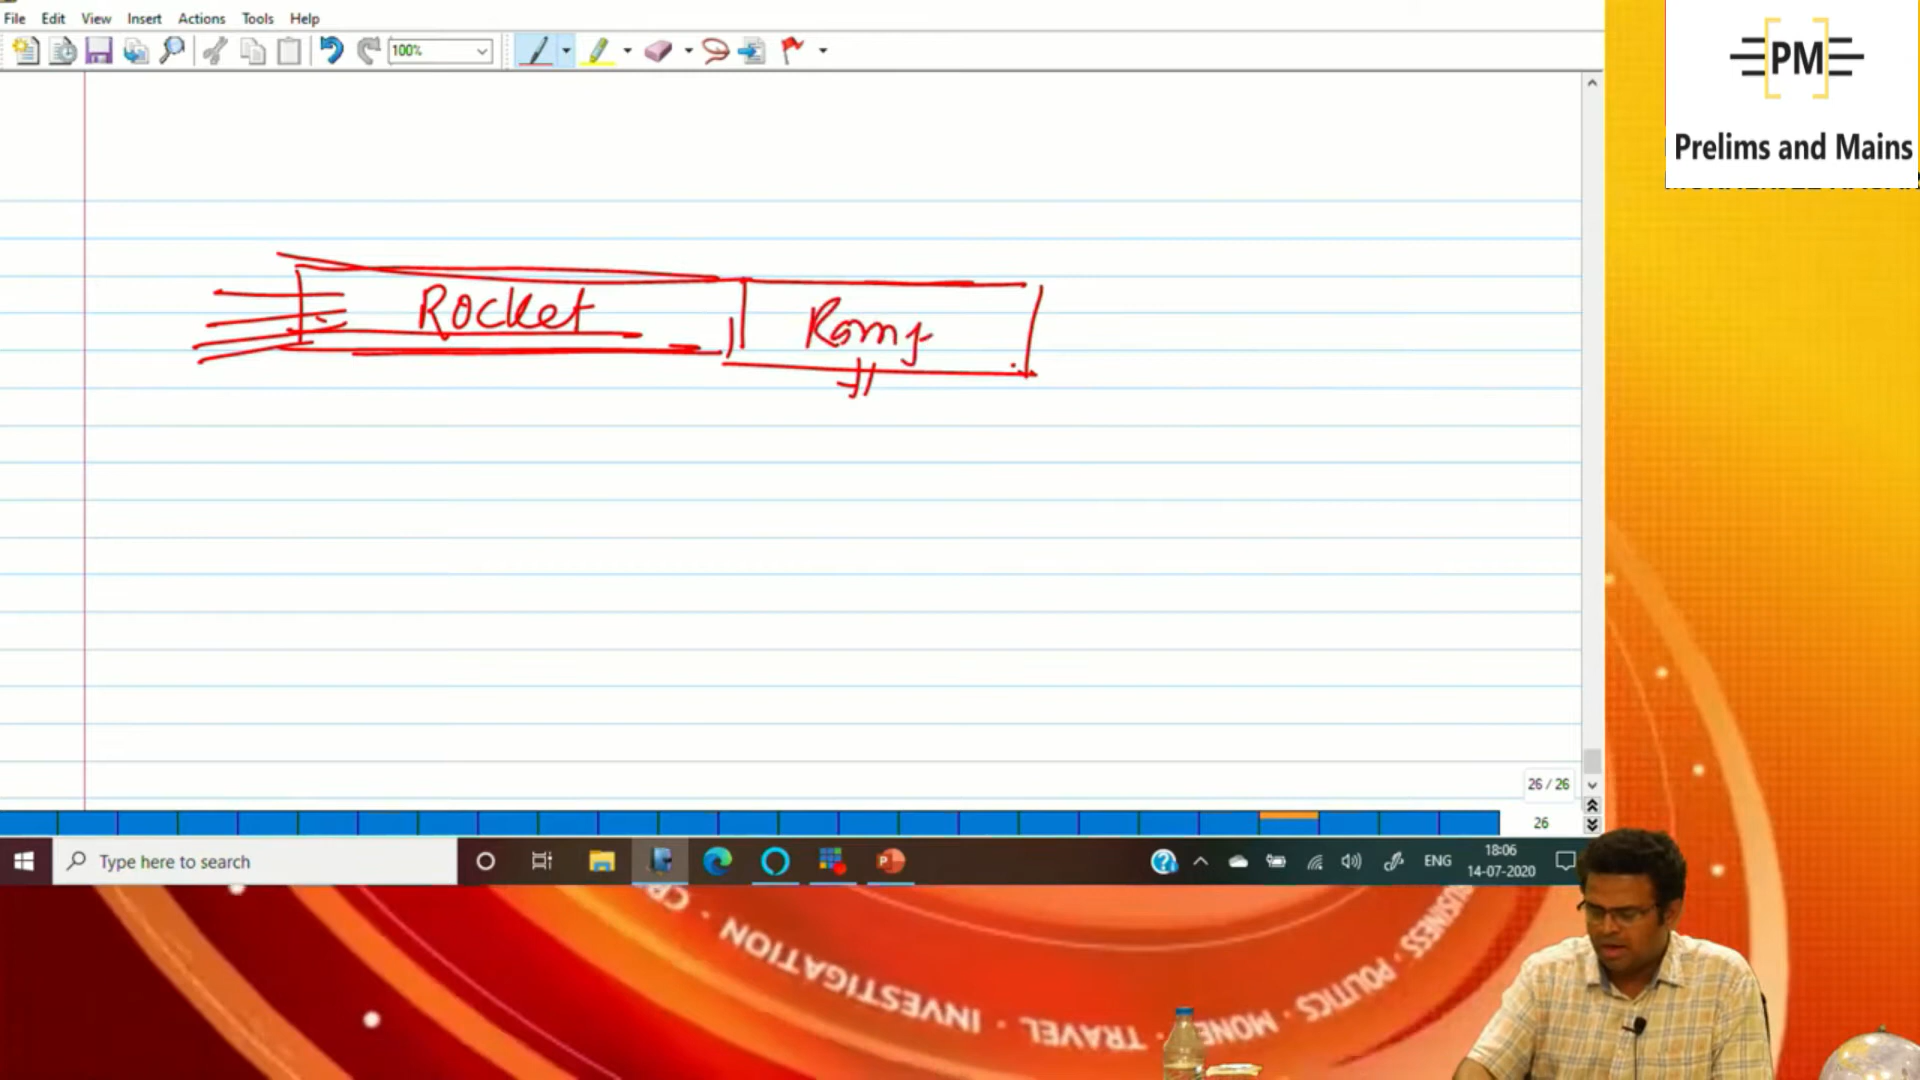 File Edit View Insert Actions Tools Help
100%
PM
Prelims and Mains
Rocket
26 / 26
26
Type here to search
ENG
18:06
14-07-2020
BUSINESS · POLITICS · MONEY · TRAVEL · INVESTIGATION